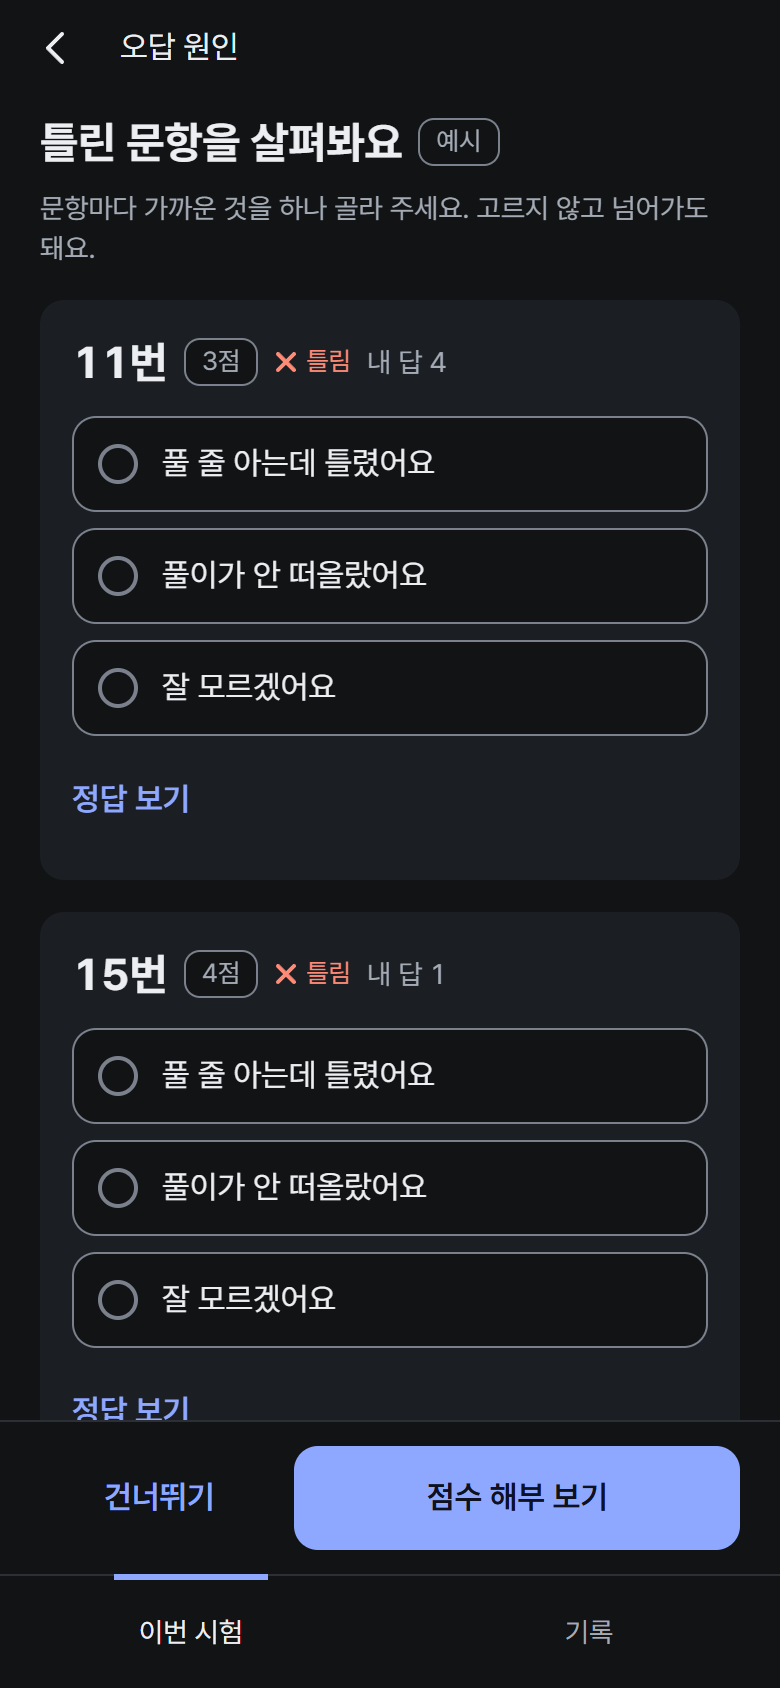 오답 원인
틀린 문항을 살펴봐요 예시
문항마다 가까운 것을 하나 골라 주세요. 고르지 않고 넘어가도
돼요.
11번 3점 틀림 내 답 4
풀 줄 아는데 틀렸어요
풀이가 안 떠올랐어요
잘 모르겠어요
정답 보기
15번 4점 틀림 내 답 1
풀 줄 아는데 틀렸어요
풀이가 안 떠올랐어요
잘 모르겠어요
정답 보기
건너뛰기 점수 해부 보기
이번 시험 기록